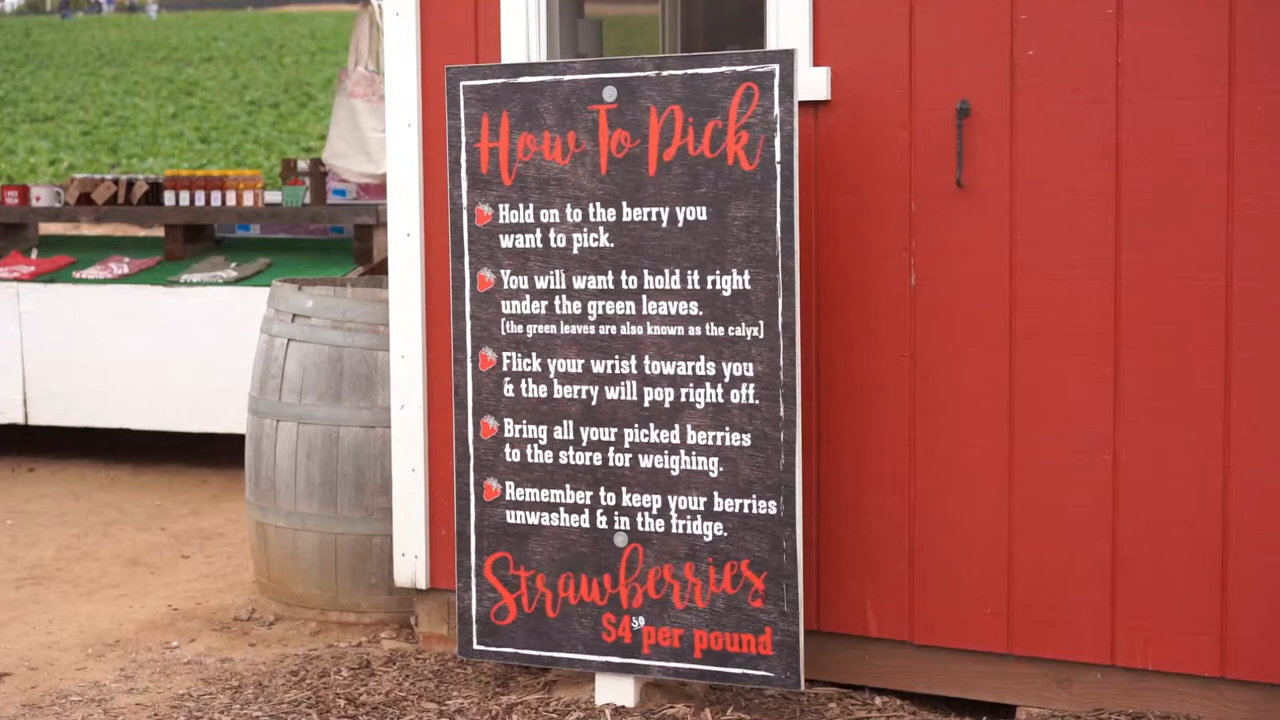 How To Pick
Hold on to the berry you
want to pick.
You will want to hold it right
under the green leaves.
[the green leaves are also known as the calyx]
Flick your wrist towards you
& the berry will pop right off.
Bring all your picked berries
to the store for weighing.
Remember to keep your berries
unwashed & in the fridge.
Strawberries
$4.50 per pound